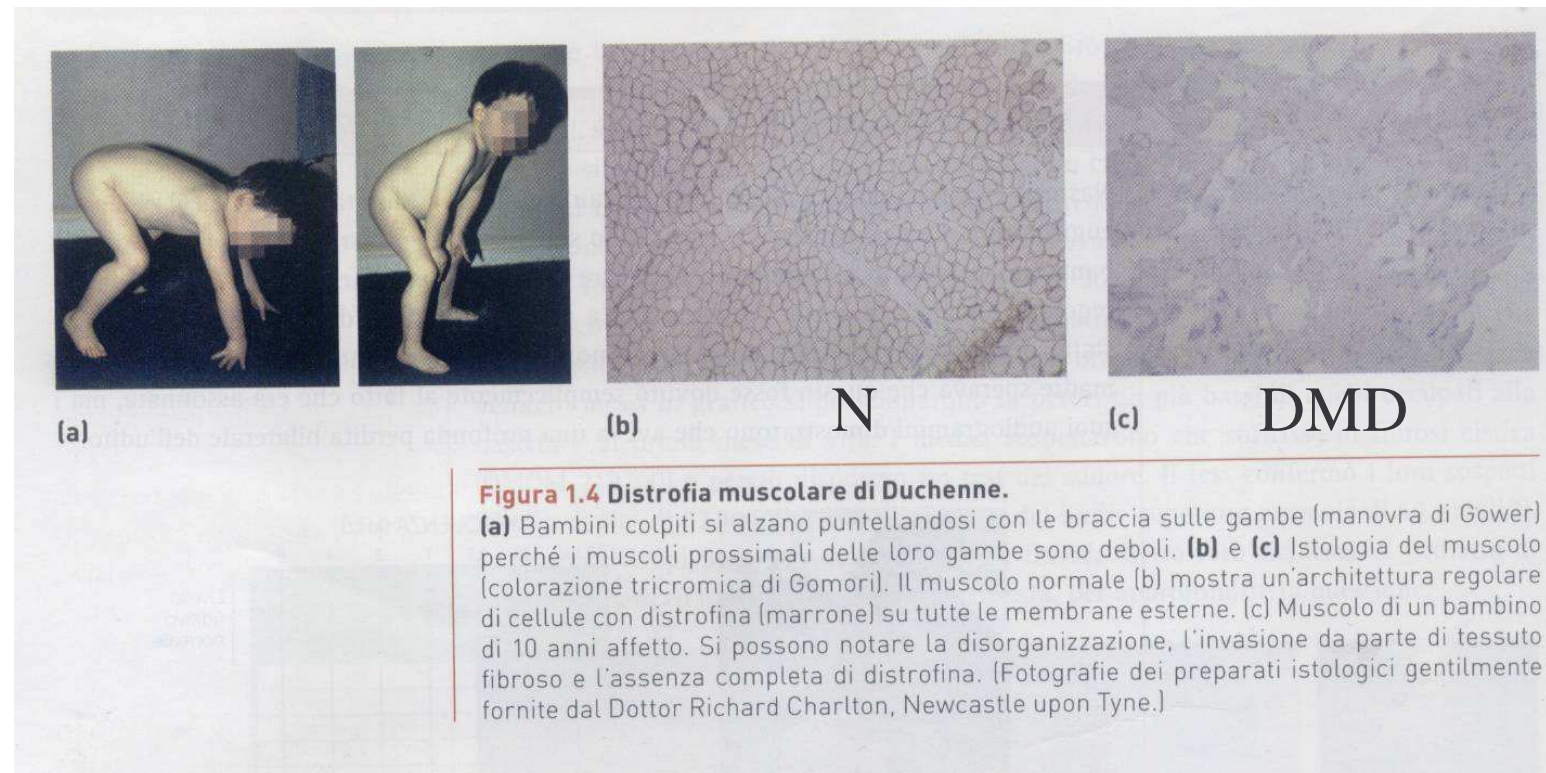 N
DMD
(a)
(b)
(c)
Figura 1.4 Distrofia muscolare di Duchenne.
(a) Bambini colpiti si alzano puntellandosi con le braccia sulle gambe (manovra di Gower)
perché i muscoli prossimali delle loro gambe sono deboli. (b) e (c) Istologia del muscolo
(colorazione tricromica di Gomori). Il muscolo normale (b) mostra un'architettura regolare
di cellule con distrofina (marrone) su tutte le membrane esterne. (c) Muscolo di un bambino
di 10 anni affetto. Si possono notare la disorganizzazione, l'invasione da parte di tessuto
fibroso e l'assenza completa di distrofina. (Fotografie dei preparati istologici gentilmente
fornite dal Dottor Richard Charlton, Newcastle upon Tyne.)